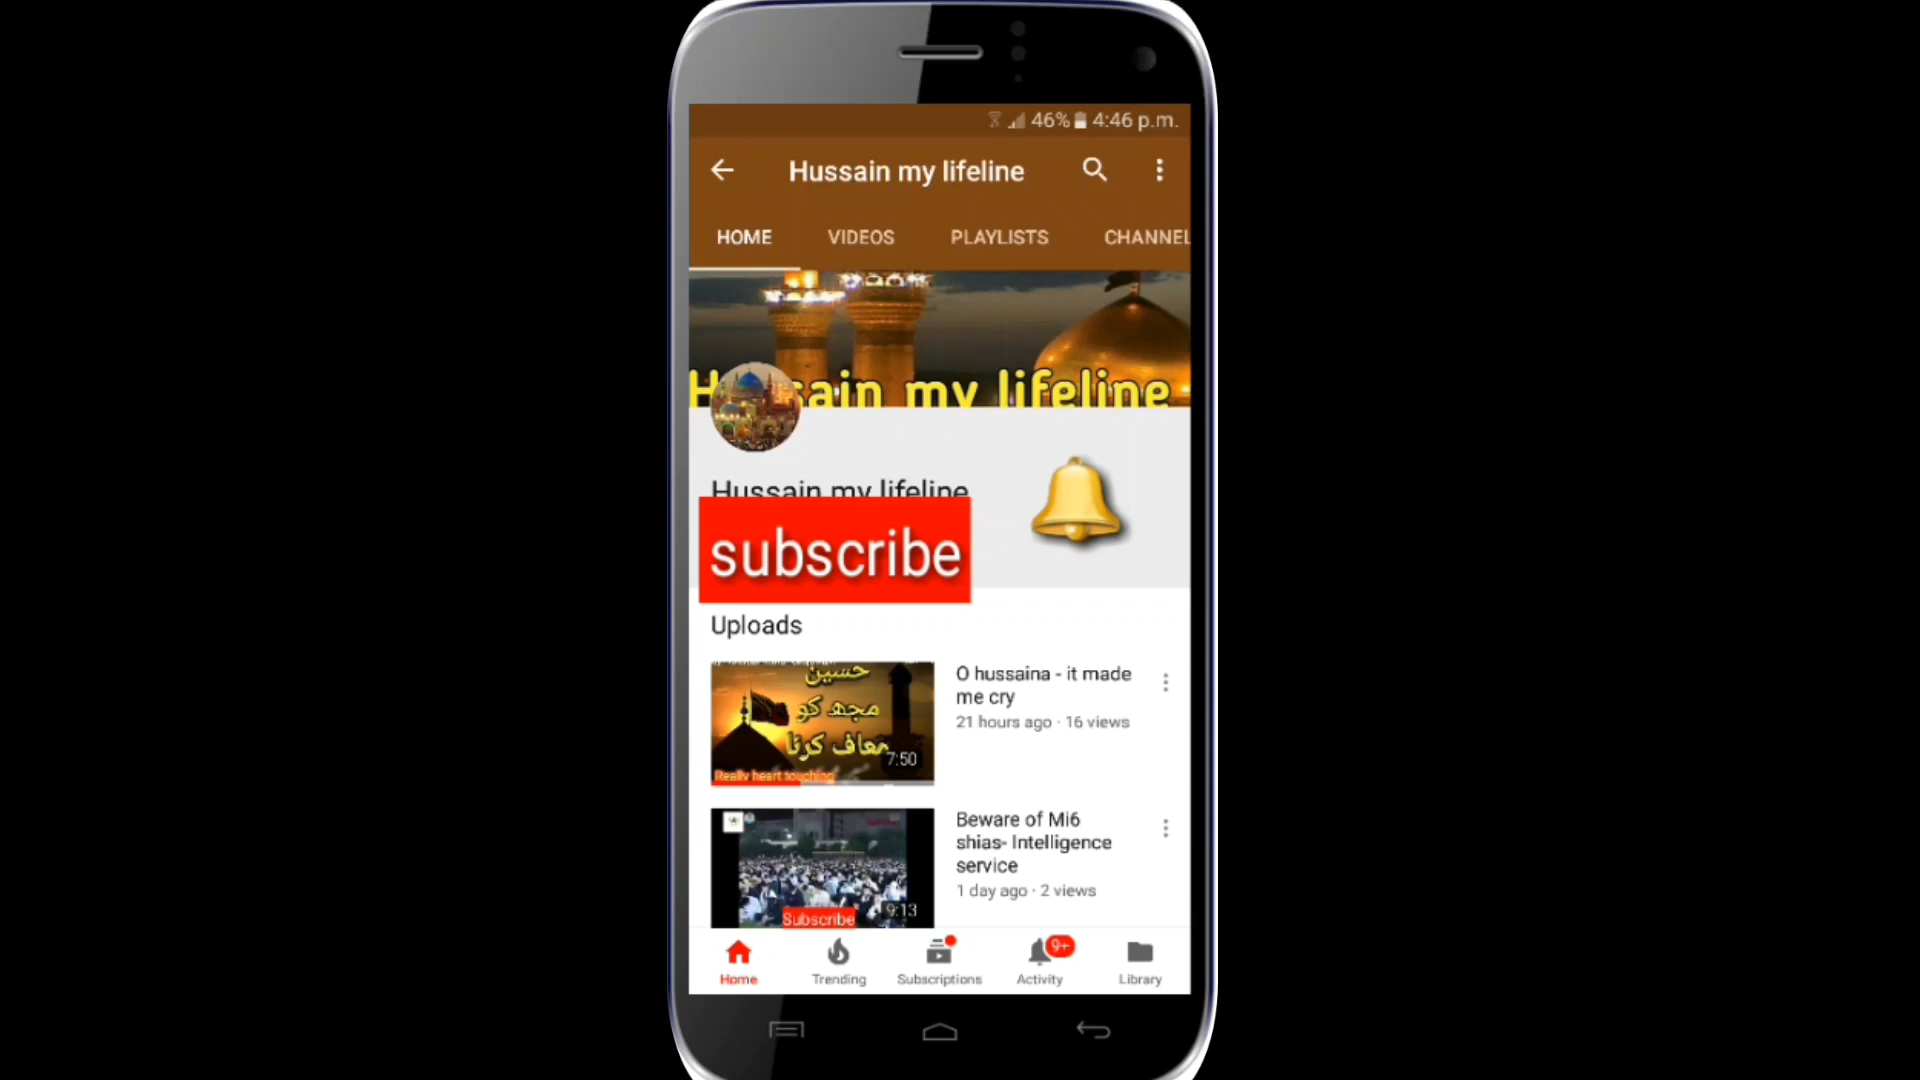 46% 4:46 p.m.
Hussain my lifeline
HOME VIDEOS PLAYLISTS CHANNEL
sain my lifeline
Hussain my lifeline
subscribe
Uploads
حسین
مجھ کو
معاف کرنا
7:50
Really heart touching
O hussaina - it made
me cry
21 hours ago · 16 views
Subscribe
9:13
Beware of Mi6
shias- Intelligence
service
1 day ago · 2 views
9+
Home Trending Subscriptions Activity Library